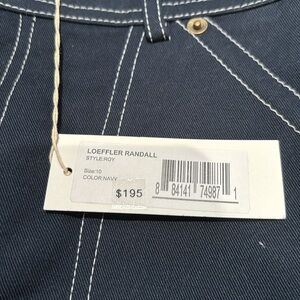 LOEFFLER RANDALL
STYLE:ROY
Size:10
COLOR:NAVY
$195
8 84141 74987 1